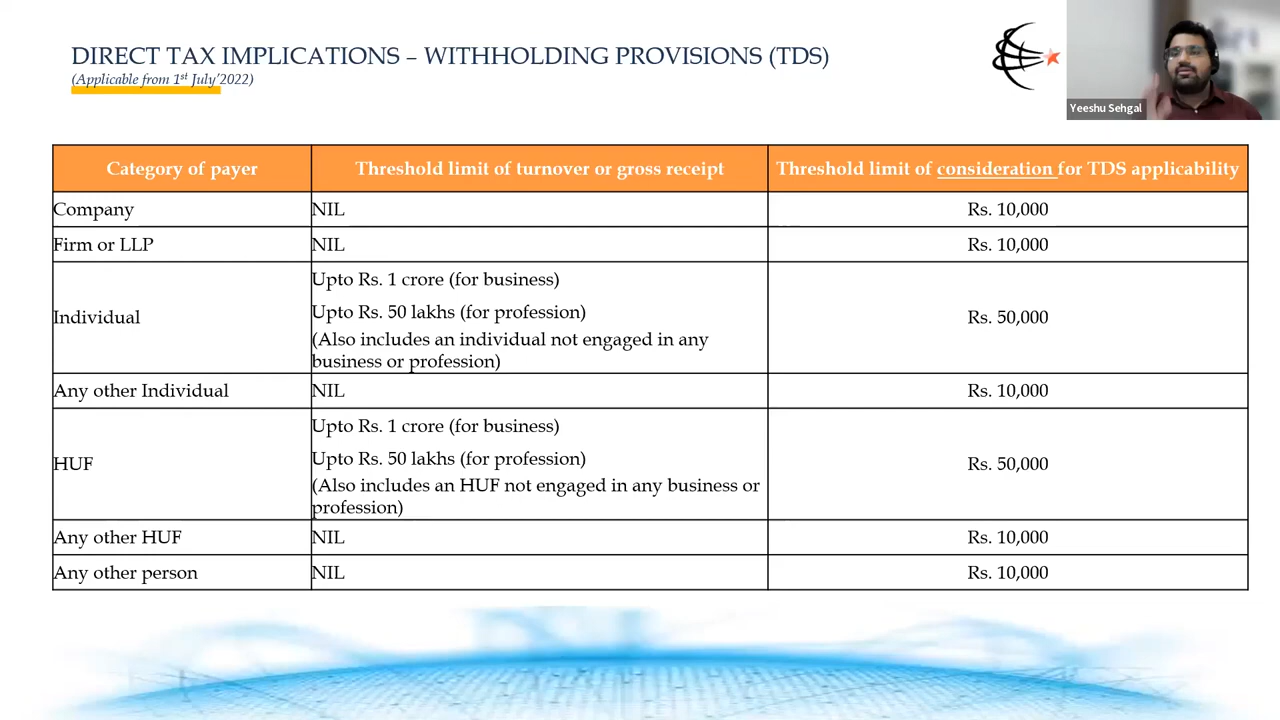 DIRECT TAX IMPLICATIONS – WITHHOLDING PROVISIONS (TDS)
(Applicable from 1st July'2022)
Yeeshu Sehgal
Category of payer
Threshold limit of turnover or gross receipt
Threshold limit of consideration for TDS applicability
Company
NIL
Rs. 10,000
Firm or LLP
NIL
Rs. 10,000
Individual
Upto Rs. 1 crore (for business)
Upto Rs. 50 lakhs (for profession)
(Also includes an individual not engaged in any
business or profession)
Rs. 50,000
Any other Individual
NIL
Rs. 10,000
HUF
Upto Rs. 1 crore (for business)
Upto Rs. 50 lakhs (for profession)
(Also includes an HUF not engaged in any business or
profession)
Rs. 50,000
Any other HUF
NIL
Rs. 10,000
Any other person
NIL
Rs. 10,000